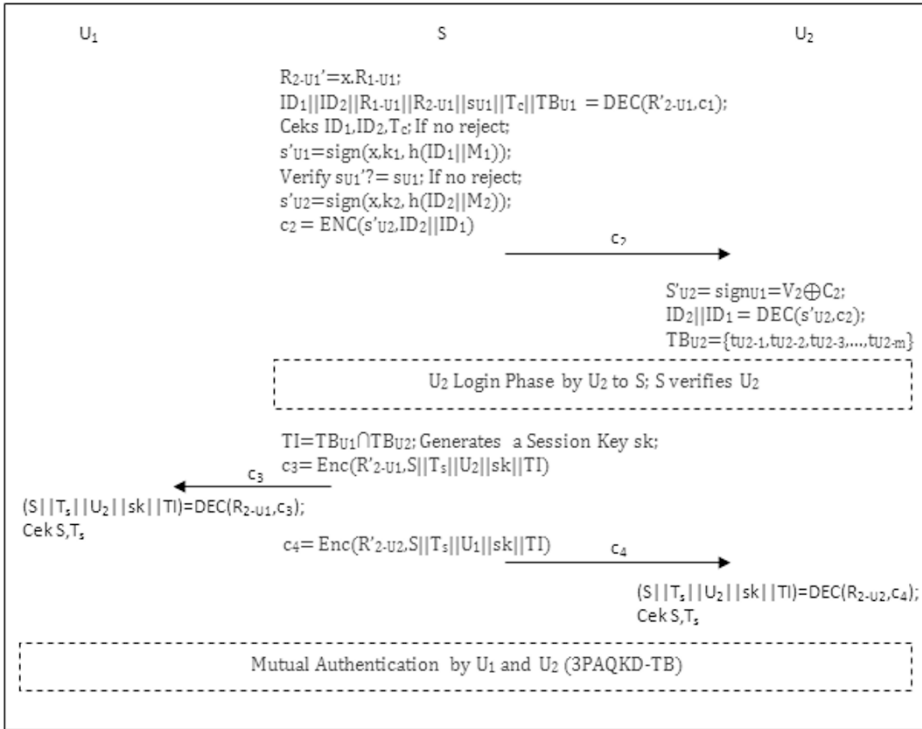 U₁ S U₂
R₂₋U₁'=x.R₁₋U₁;
ID₁||ID₂||R₁₋U₁||R₂₋U₁||sU₁||T꜀||TBU₁ = DEC(R'₂₋U₁,c₁);
Ceks ID₁,ID₂,T꜀; If no reject;
s'U₁=sign(x,k₁, h(ID₁||M₁));
Verify sU₁'?= sU₁; If no reject;
s'U₂=sign(x,k₂, h(ID₂||M₂));
c₂ = ENC(s'U₂,ID₂||ID₁)
c₂
S'U₂= signU₁=V₂⊕C₂;
ID₂||ID₁ = DEC(s'U₂,c₂);
TBU₂={tU₂₋₁,tU₂₋₂,tU₂₋₃,...,tU₂₋ₘ}
U₂ Login Phase by U₂ to S; S verifies U₂
TI=TBU₁⋂TBU₂; Generates a Session Key sk;
c₃= Enc(R'₂₋U₁,S||Tₛ||U₂||sk||TI)
c₃
(S||Tₛ||U₂||sk||TI)=DEC(R₂₋U₁,c₃);
Cek S,Tₛ
c₄= Enc(R'₂₋U₂,S||Tₛ||U₁||sk||TI)
c₄
(S||Tₛ||U₂||sk||TI)=DEC(R₂₋U₂,c₄);
Cek S,Tₛ
Mutual Authentication by U₁ and U₂ (3PAQKD-TB)